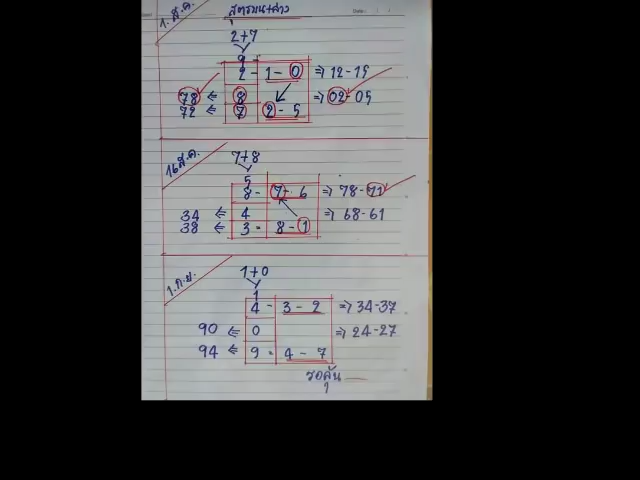 1. ส.ค.
สูตรบน+ล่าง
2+7
9
2 - 1 - 0 ⇒ 12-15
78 ⇐ 8 ⇒ 02-05
72 ⇐ 7 2 - 5
16 ส.ค.
7+8
5
8 - 7 - 6 ⇒ 78-71
34 ⇐ 4 ⇒ 68-61
38 ⇐ 3 - 8 - 1
1. ก.ย.
1+0
1
4 - 3 - 2 ⇒ 34-37
90 ⇐ 0 ⇒ 24-27
94 ⇐ 9 - 4 - 7
รอลุ้น